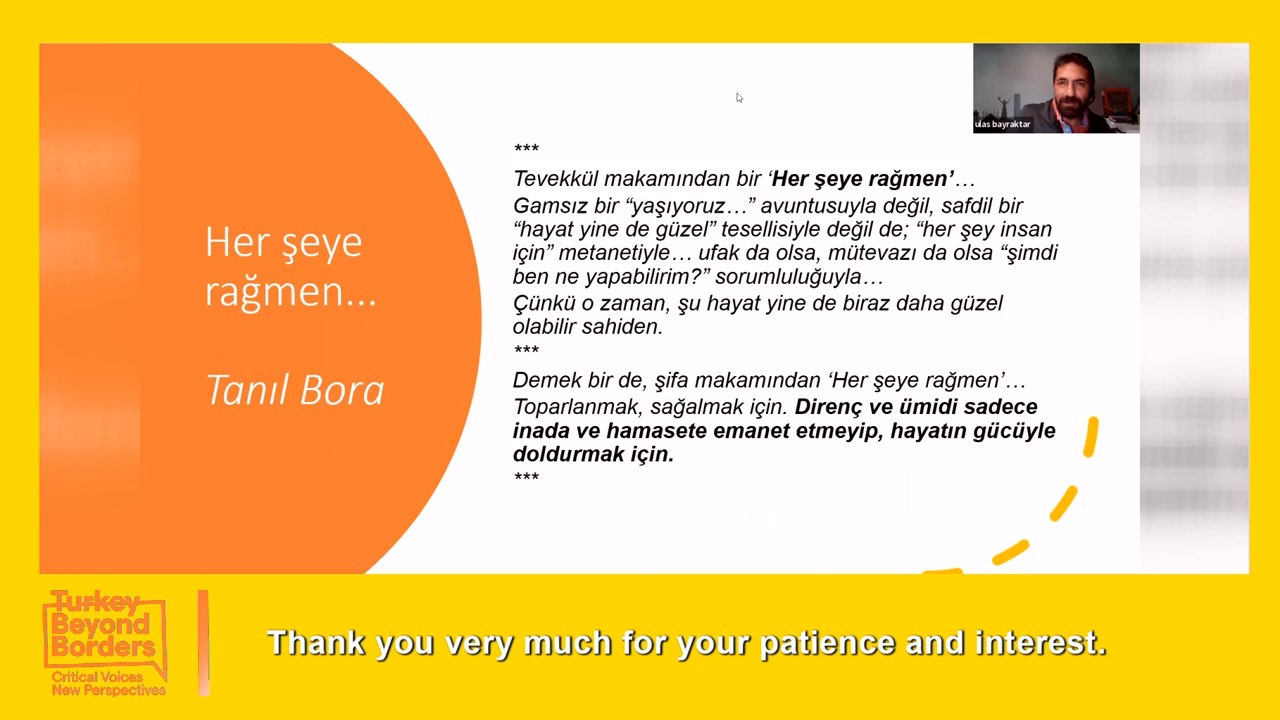 Her şeye
rağmen...
Tanıl Bora
***
Tevekkül makamından bir ‘Her şeye rağmen’…
Gamsız bir “yaşıyoruz…” avuntusuyla değil, safdil bir
“hayat yine de güzel” tesellisiyle değil de; “her şey insan
için” metanetiyle… ufak da olsa, mütevazı da olsa “şimdi
ben ne yapabilirim?” sorumluluğuyla…
Çünkü o zaman, şu hayat yine de biraz daha güzel
olabilir sahiden.
***
Demek bir de, şifa makamından ‘Her şeye rağmen’…
Toparlanmak, sağalmak için. Direnç ve ümidi sadece
inada ve hamasete emanet etmeyip, hayatın gücüyle
doldurmak için.
***
ulas bayraktar
Turkey
Beyond
Borders
Critical Voices
New Perspectives
Thank you very much for your patience and interest.